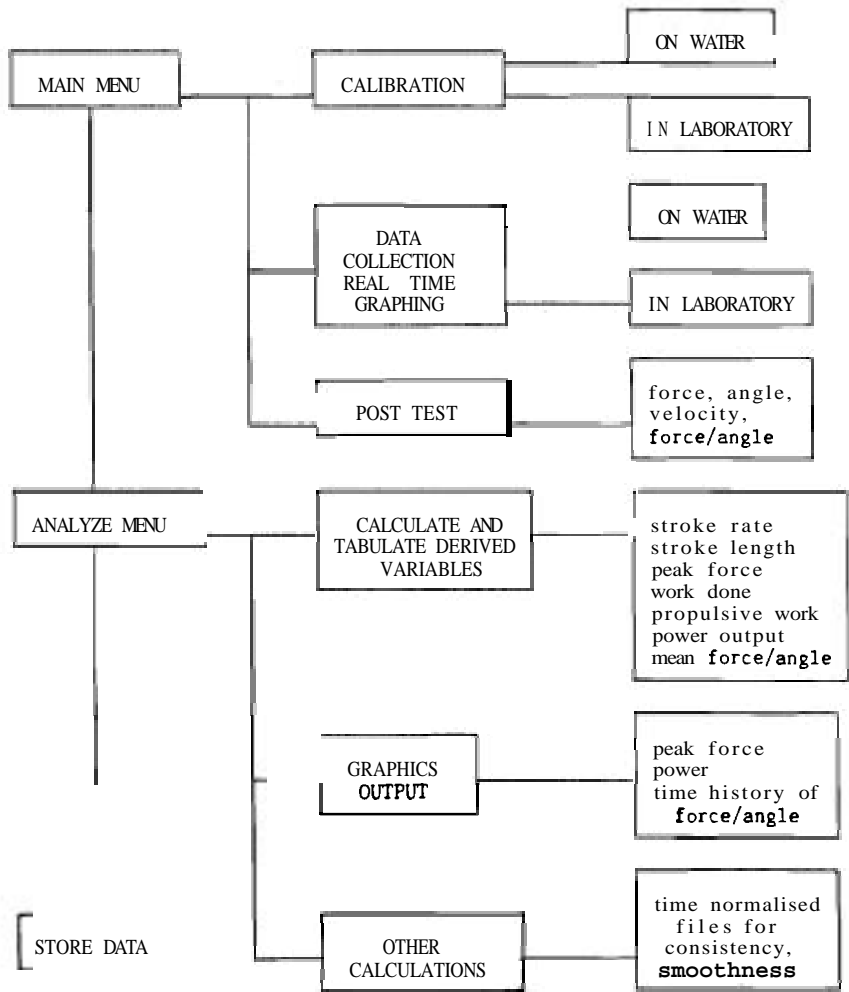 ON WATER
MAIN MENU
CALIBRATION
IN LABORATORY
ON WATER
DATA
COLLECTION
REAL TIME
GRAPHING
IN LABORATORY
POST TEST
force, angle,
velocity,
force/angle
ANALYZE MENU
CALCULATE AND
TABULATE DERIVED
VARIABLES
stroke rate
stroke length
peak force
work done
propulsive work
power output
mean force/angle
GRAPHICS
OUTPUT
peak force
power
time history of
force/angle
STORE DATA
OTHER
CALCULATIONS
time normalised
files for
consistency,
smoothness